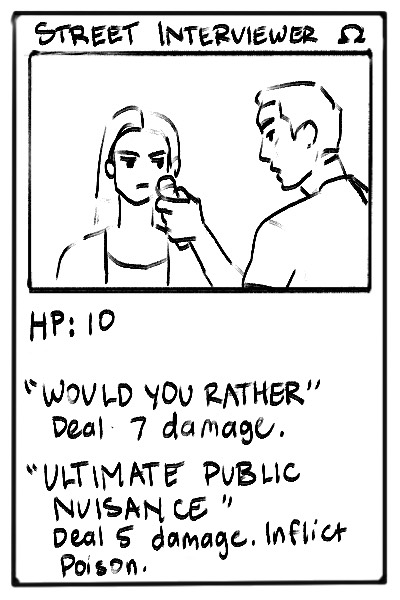 STREET INTERVIEWER Ω
HP: 10
"WOULD YOU RATHER"
Deal 7 damage.
"ULTIMATE PUBLIC
NUISANCE"
Deal 5 damage. Inflict
Poison.